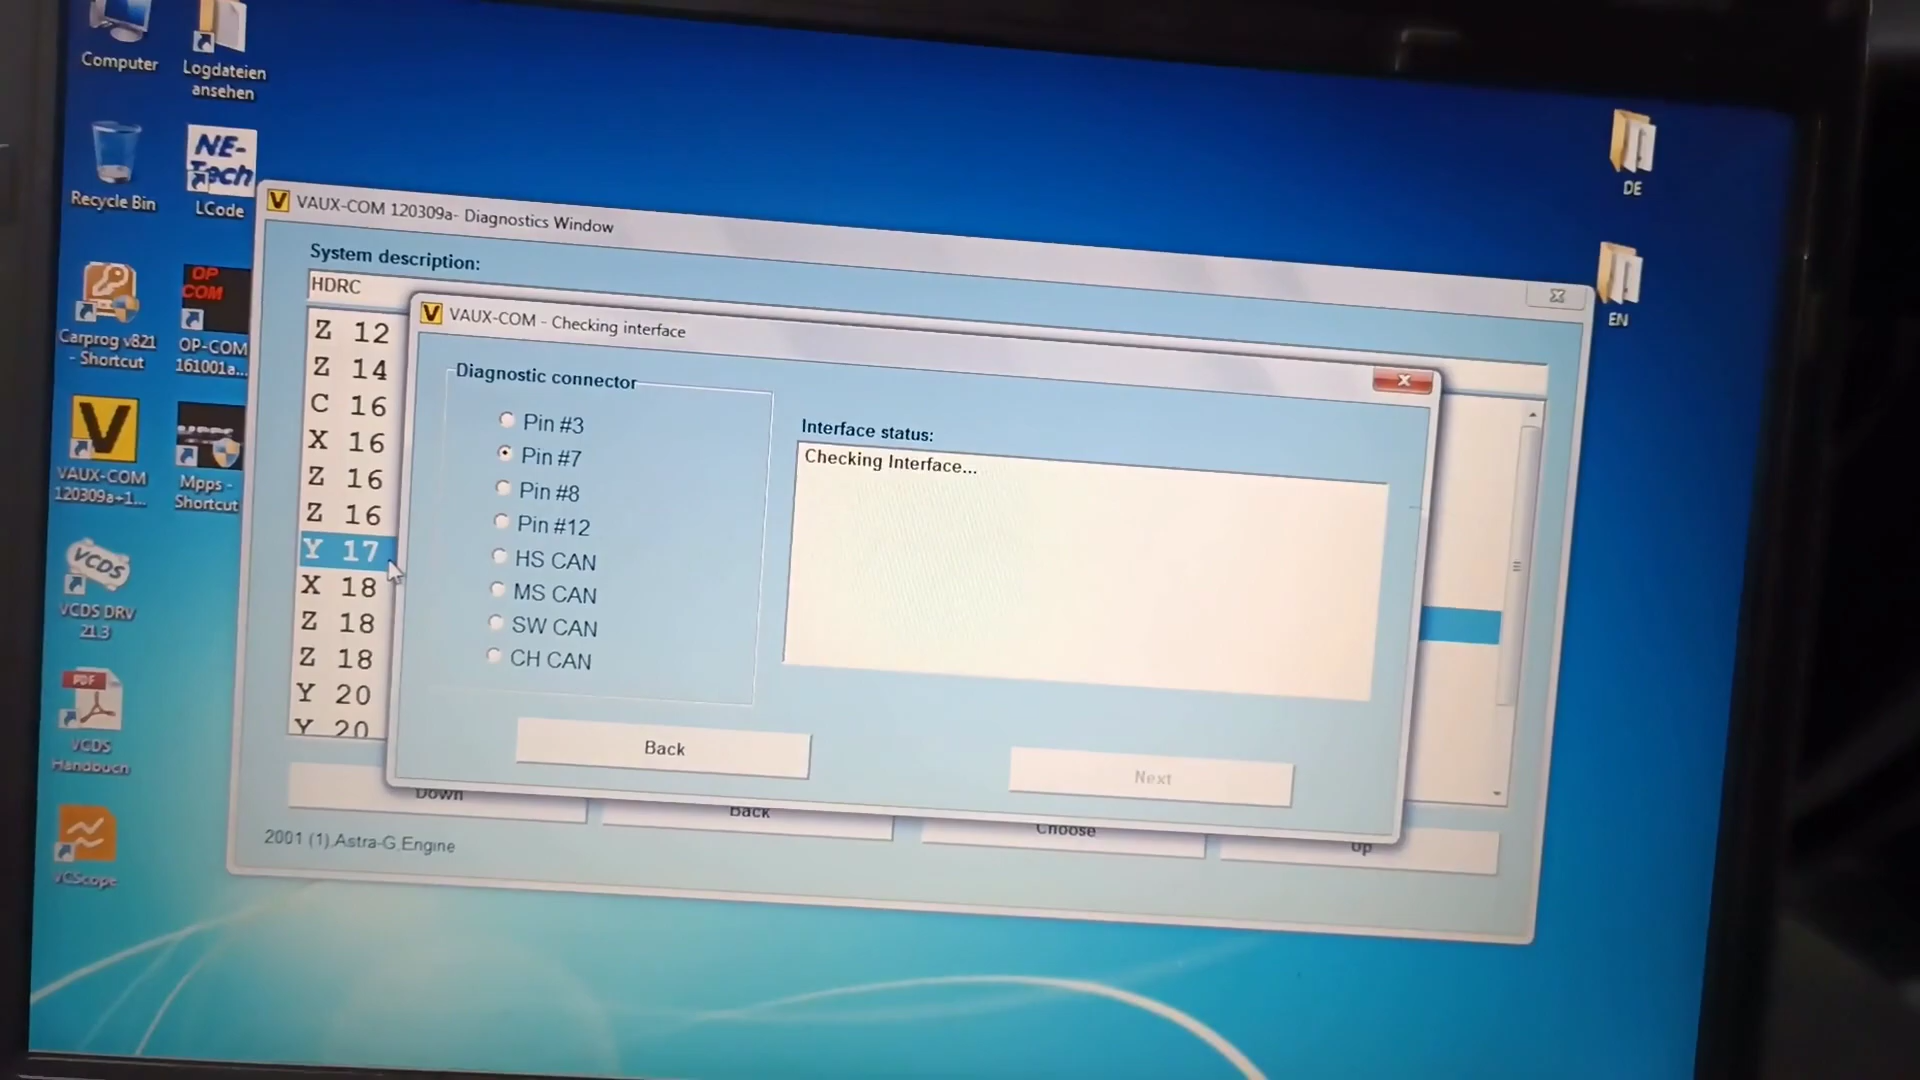 Computer
Logdateien
ansehen
Recycle Bin
NE-
Tech
LCode
Carprog v821
- Shortcut
OP
COM
OP-COM
161001a...
V
VAUX-COM
120309a+1...
Mpps -
Shortcut
VCDS
VCDS DRV
21.3
PDF
VCDS
Handbuch
VCScope
DE
EN
V VAUX-COM 120309a- Diagnostics Window
System description:
HDRC
Z 12
Z 14
C 16
X 16
Z 16
Z 16
Y 17
X 18
Z 18
Z 18
Y 20
Y 20
Down
Back
Choose
Up
2001 (1).Astra-G.Engine
V VAUX-COM - Checking interface
Diagnostic connector
Pin #3
Pin #7
Pin #8
Pin #12
HS CAN
MS CAN
SW CAN
CH CAN
Interface status:
Checking Interface...
Back
Next